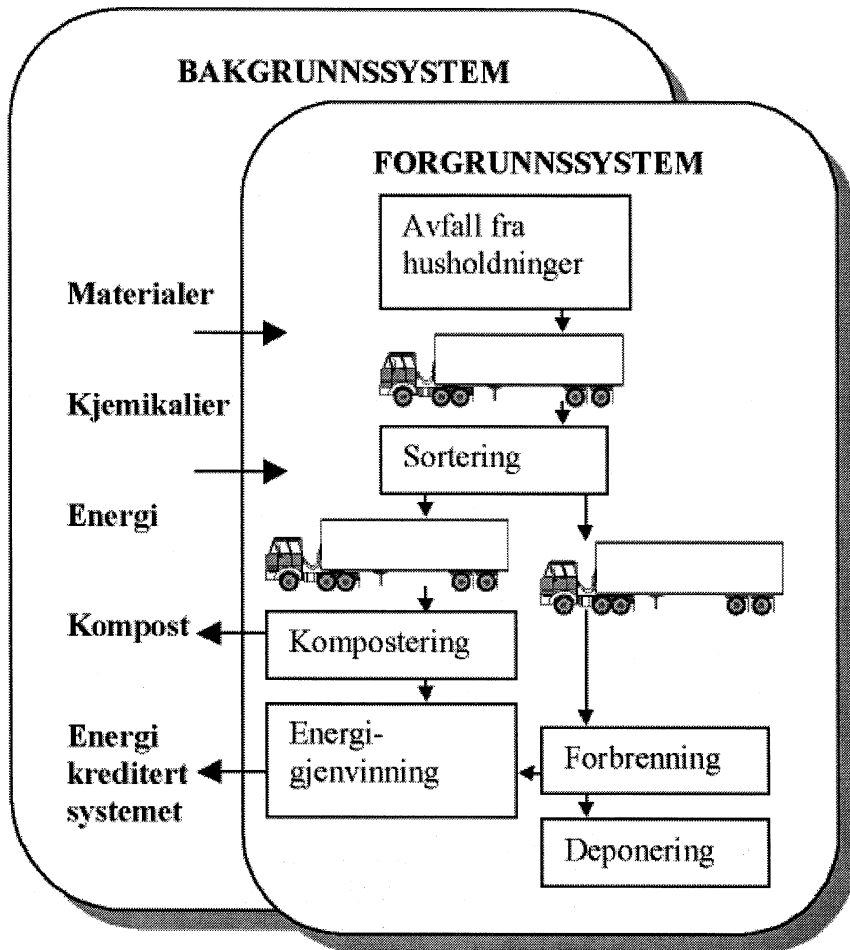 BAKGRUNNSSYSTEM
FORGRUNNSSYSTEM
Avfall fra
husholdninger
Materialer
Kjemikalier
Sortering
Energi
Kompost
Kompostering
Energi
kreditert
systemet
Energi-
gjenvinning
Forbrenning
Deponering